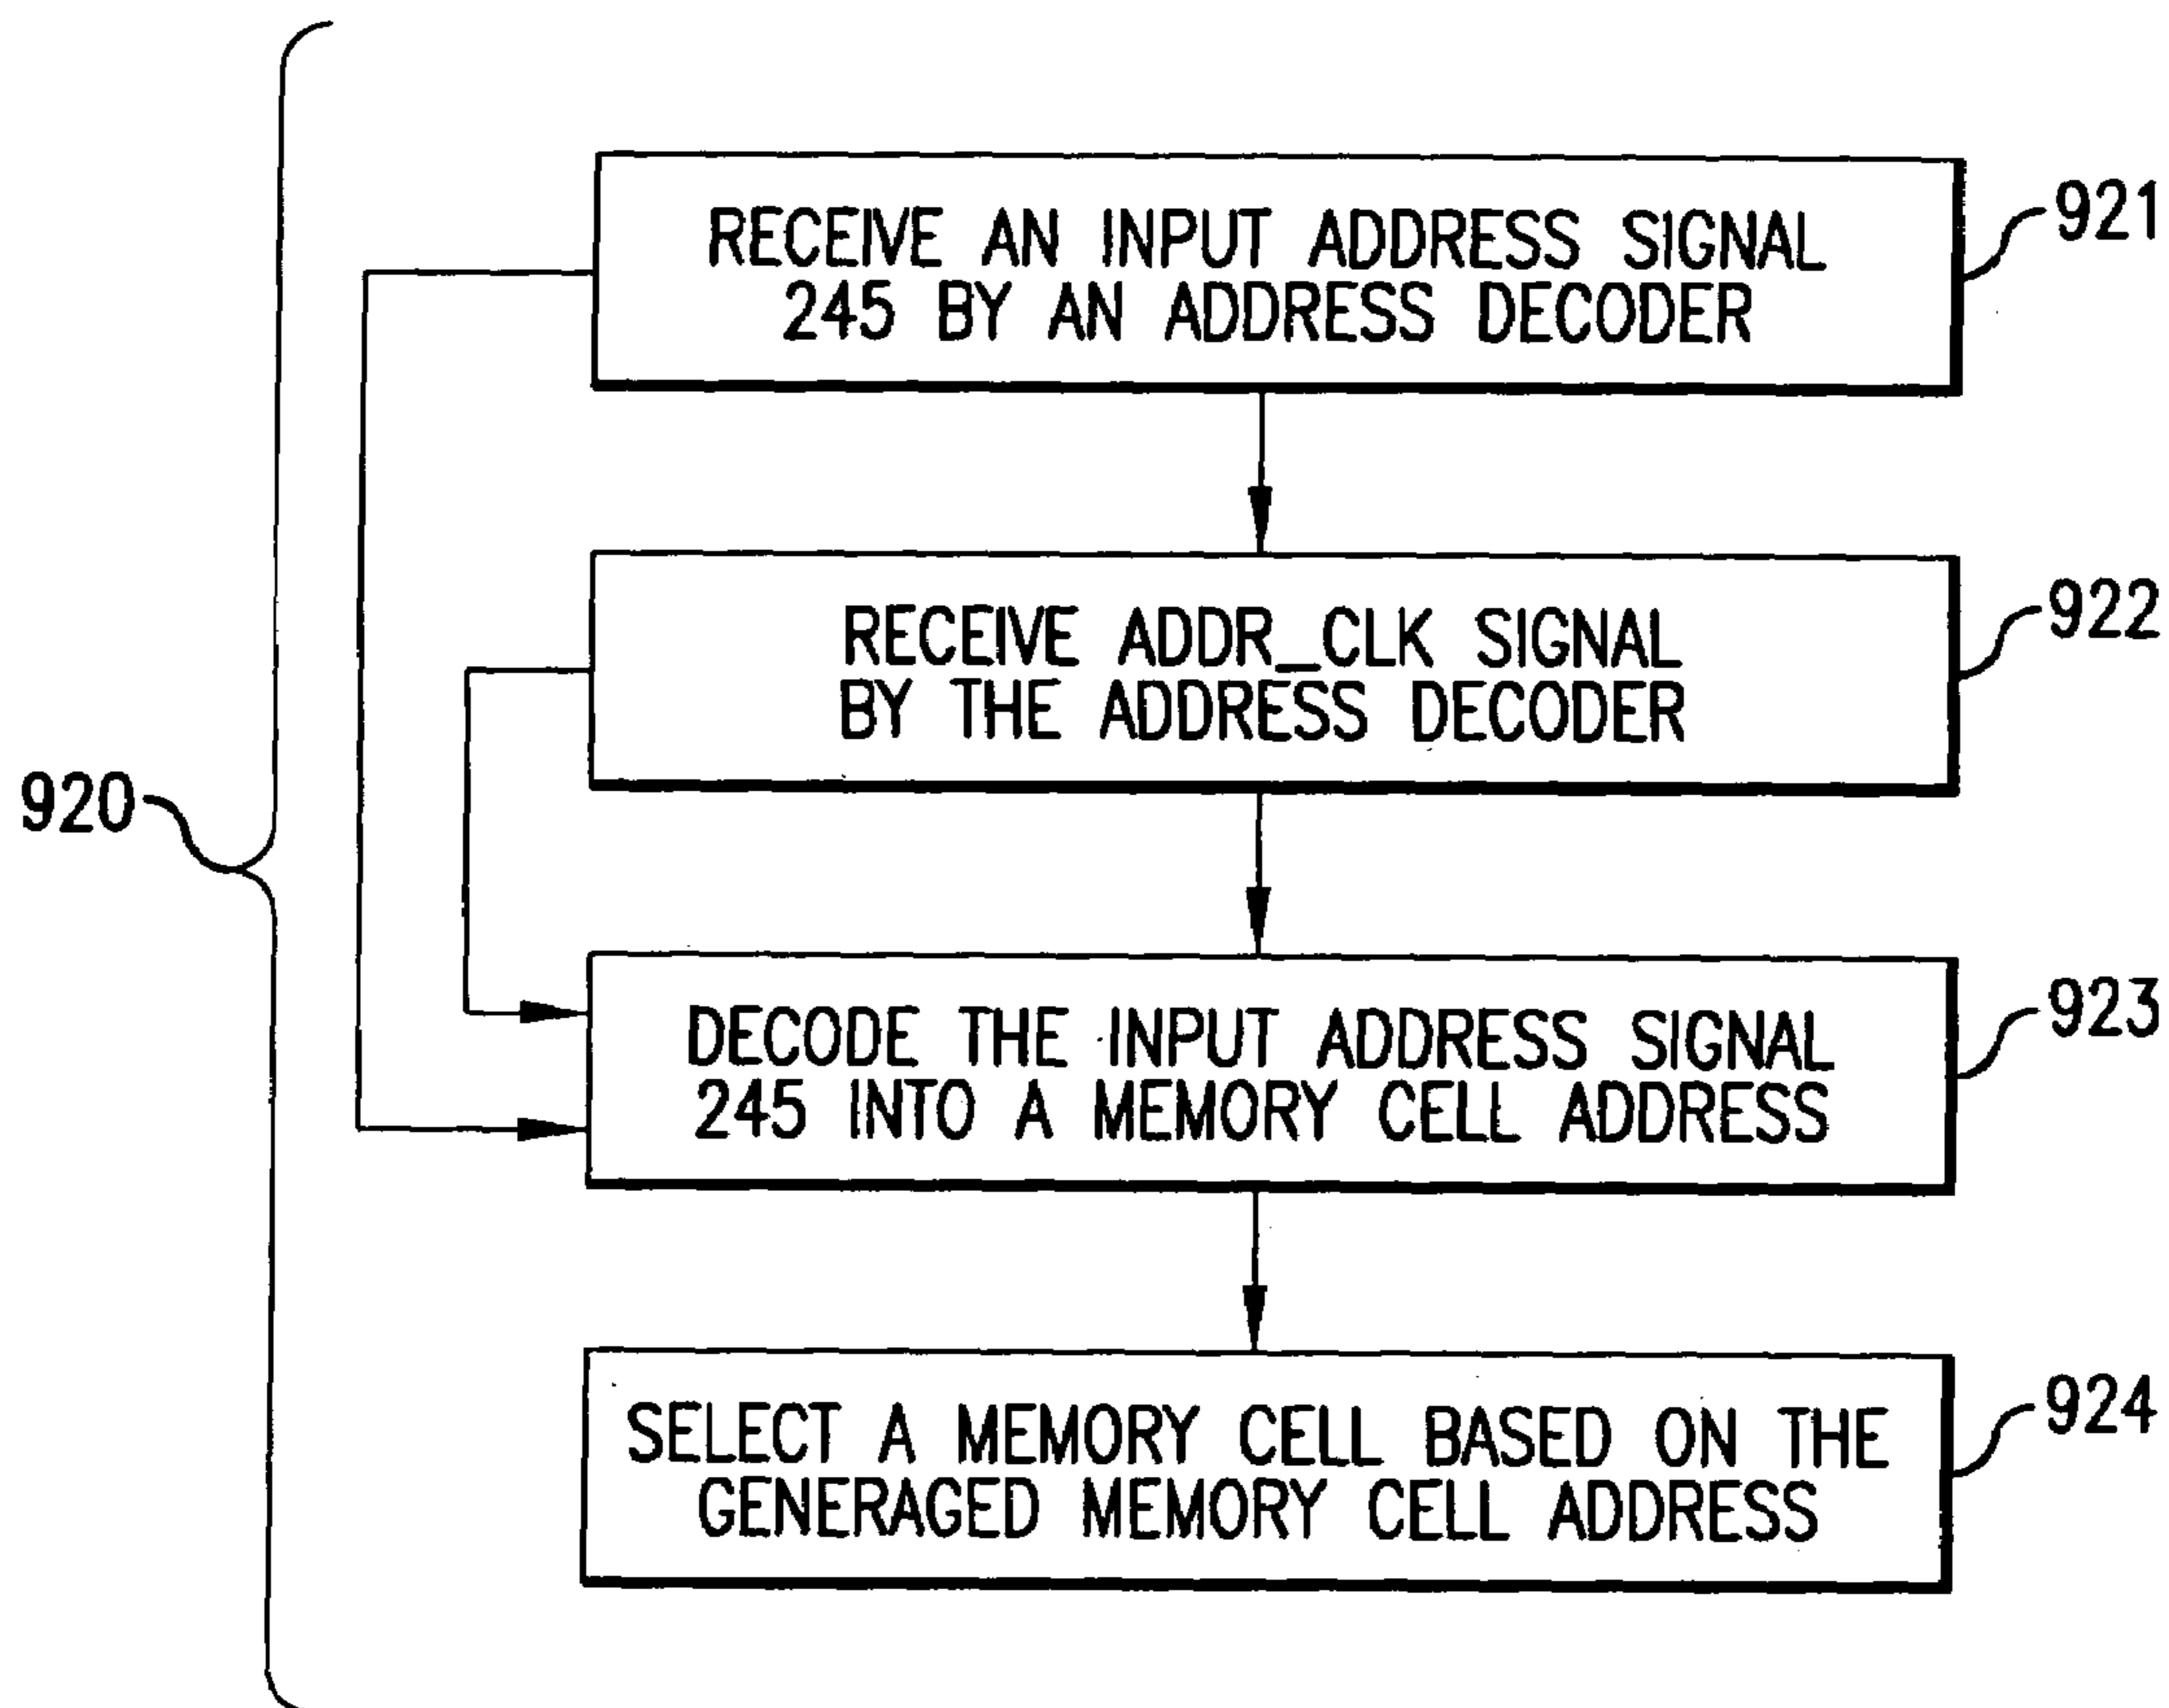 RECEIVE AN INPUT ADDRESS SIGNAL
245 BY AN ADDRESS DECODER
921
RECEIVE ADDR_CLK SIGNAL
BY THE ADDRESS DECODER
922
920
DECODE THE INPUT ADDRESS SIGNAL
245 INTO A MEMORY CELL ADDRESS
923
SELECT A MEMORY CELL BASED ON THE
GENERAGED MEMORY CELL ADDRESS
924